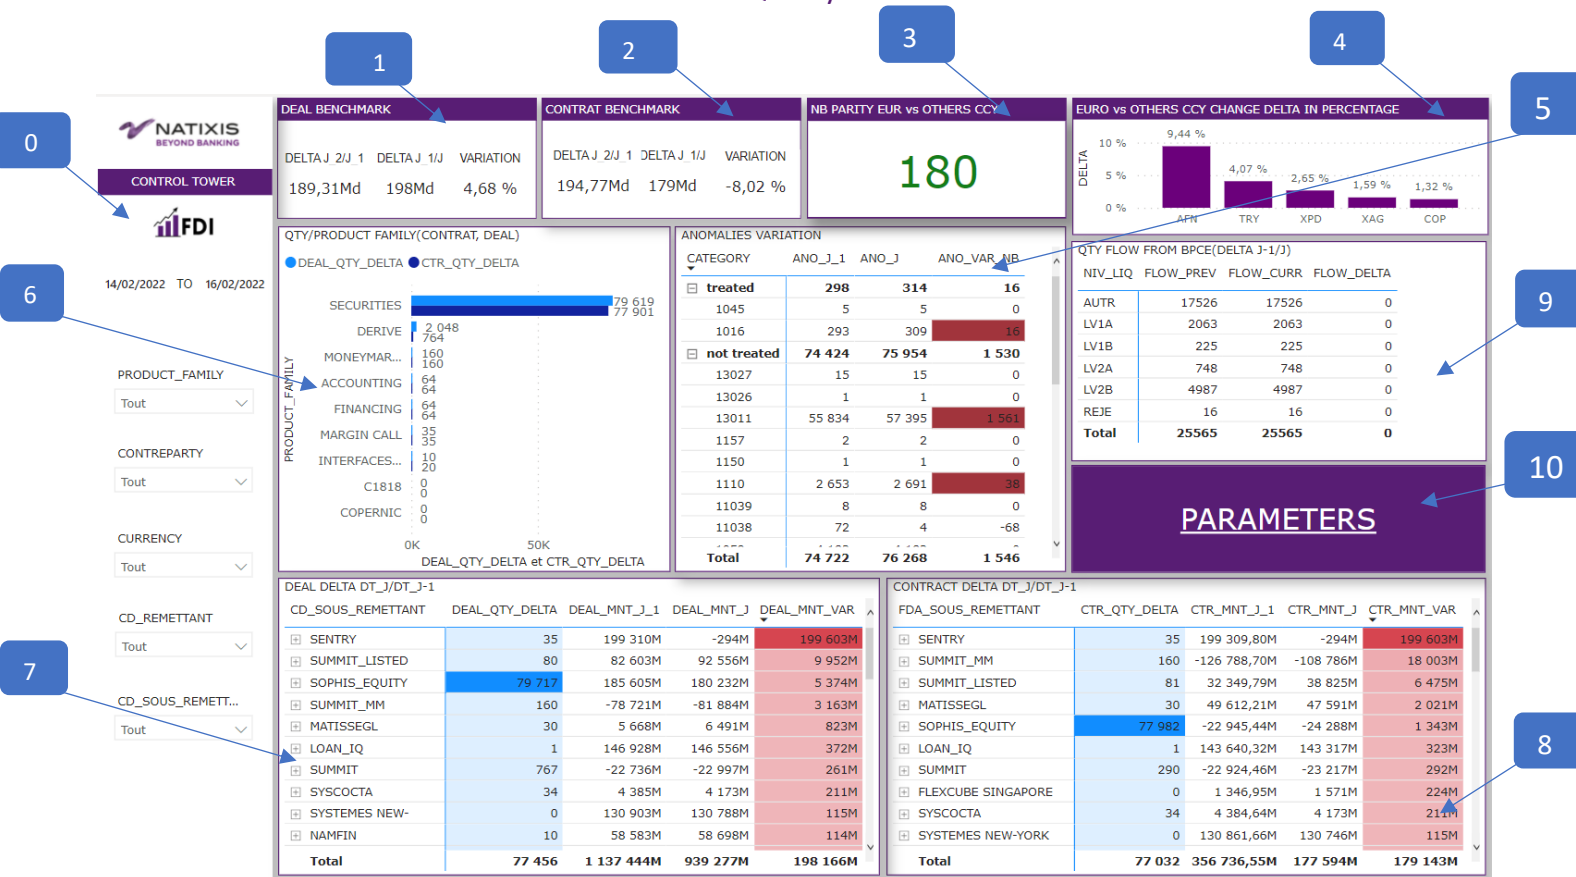 0
1
2
3
4
5
6
7
8
9
10
NATIXIS
BEYOND BANKING
CONTROL TOWER
FDI
14/02/2022 TO 16/02/2022
PRODUCT_FAMILY
Tout
CONTREPARTY
Tout
CURRENCY
Tout
CD_REMETTANT
Tout
CD_SOUS_REMETT...
Tout
DEAL BENCHMARK
DELTA J_2/J_1 DELTA J_1/J VARIATION
189,31Md 198Md 4,68 %
CONTRAT BENCHMARK
DELTA J_2/J_1 DELTA J_1/J VARIATION
194,77Md 179Md -8,02 %
NB PARITY EUR vs OTHERS CCY
180
EURO vs OTHERS CCY CHANGE DELTA IN PERCENTAGE
DELTA
10 %
5 %
0 %
9,44 % 4,07 % 2,65 % 1,59 % 1,32 %
AFN TRY XPD XAG COP
QTY/PRODUCT FAMILY(CONTRAT, DEAL)
DEAL_QTY_DELTA CTR_QTY_DELTA
PRODUCT_FAMILY
SECURITIES 79 619
77 901
DERIVE 2 048
764
MONEYMAR... 160
160
ACCOUNTING 64
64
FINANCING 64
64
MARGIN CALL 35
35
INTERFACES... 10
20
C1818 0
0
COPERNIC 0
0
0K 50K
DEAL_QTY_DELTA et CTR_QTY_DELTA
ANOMALIES VARIATION
CATEGORY ANO_J_1 ANO_J ANO_VAR_NB
treated 298 314 16
1045 5 5 0
1016 293 309 16
not treated 74 424 75 954 1 530
13027 15 15 0
13026 1 1 0
13011 55 834 57 395 1 561
1157 2 2 0
1150 1 1 0
1110 2 653 2 691 38
11039 8 8 0
11038 72 4 -68
Total 74 722 76 268 1 546
QTY FLOW FROM BPCE(DELTA J-1/J)
NIV_LIQ FLOW_PREV FLOW_CURR FLOW_DELTA
AUTR 17526 17526 0
LV1A 2063 2063 0
LV1B 225 225 0
LV2A 748 748 0
LV2B 4987 4987 0
REJE 16 16 0
Total 25565 25565 0
PARAMETERS
DEAL DELTA DT_J/DT_J-1
CD_SOUS_REMETTANT DEAL_QTY_DELTA DEAL_MNT_J_1 DEAL_MNT_J DEAL_MNT_VAR
SENTRY 35 199 310M -294M 199 603M
SUMMIT_LISTED 80 82 603M 92 556M 9 952M
SOPHIS_EQUITY 79 717 185 605M 180 232M 5 374M
SUMMIT_MM 160 -78 721M -81 884M 3 163M
MATISSEGL 30 5 668M 6 491M 823M
LOAN_IQ 1 146 928M 146 556M 372M
SUMMIT 767 -22 736M -22 997M 261M
SYSCOCTA 34 4 385M 4 173M 211M
SYSTEMES NEW- 0 130 903M 130 788M 115M
NAMFIN 10 58 583M 58 698M 114M
Total 77 456 1 137 444M 939 277M 198 166M
CONTRACT DELTA DT_J/DT_J-1
FDA_SOUS_REMETTANT CTR_QTY_DELTA CTR_MNT_J_1 CTR_MNT_J CTR_MNT_VAR
SENTRY 35 199 309,80M -294M 199 603M
SUMMIT_MM 160 -126 788,70M -108 786M 18 003M
SUMMIT_LISTED 81 32 349,79M 38 825M 6 475M
MATISSEGL 30 49 612,21M 47 591M 2 021M
SOPHIS_EQUITY 77 982 -22 945,44M -24 288M 1 343M
LOAN_IQ 1 143 640,32M 143 317M 323M
SUMMIT 290 -22 924,46M -23 217M 292M
FLEXCUBE SINGAPORE 0 1 346,95M 1 571M 224M
SYSCOCTA 34 4 384,64M 4 173M 211M
SYSTEMES NEW-YORK 0 130 861,66M 130 746M 115M
Total 77 032 356 736,55M 177 594M 179 143M